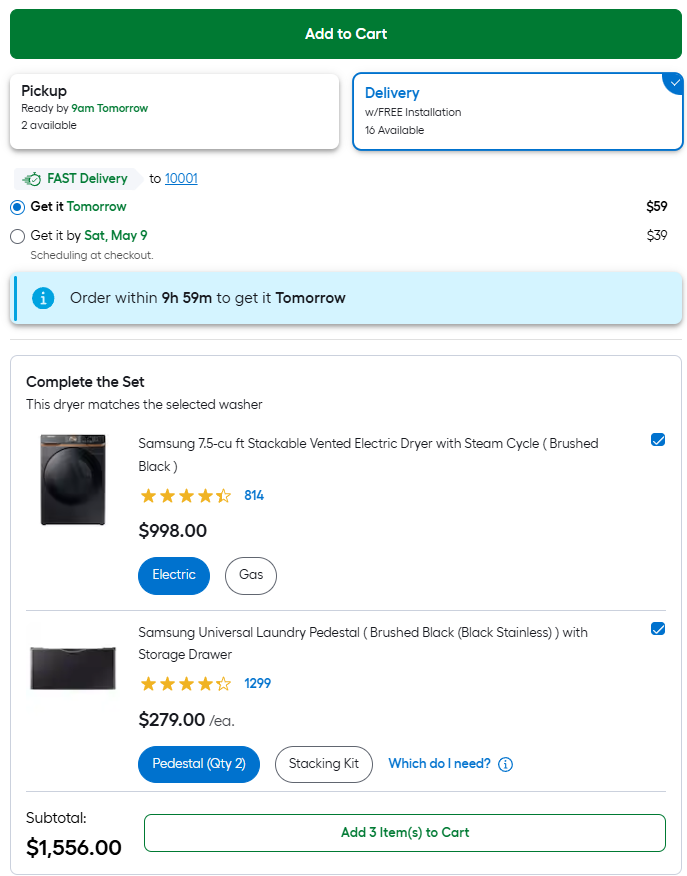 Add to Cart
Pickup
Ready by 9am Tomorrow
2 available
Delivery
w/FREE Installation
16 Available
FAST Delivery to 10001
Get it Tomorrow $59
Get it by Sat, May 9 $39
Scheduling at checkout.
Order within 9h 59m to get it Tomorrow
Complete the Set
This dryer matches the selected washer
Samsung 7.5-cu ft Stackable Vented Electric Dryer with Steam Cycle ( Brushed
Black )
814
$998.00
Electric Gas
Samsung Universal Laundry Pedestal ( Brushed Black (Black Stainless) ) with
Storage Drawer
1299
$279.00 /ea.
Pedestal (Qty 2) Stacking Kit Which do I need?
Subtotal:
$1,556.00
Add 3 Item(s) to Cart